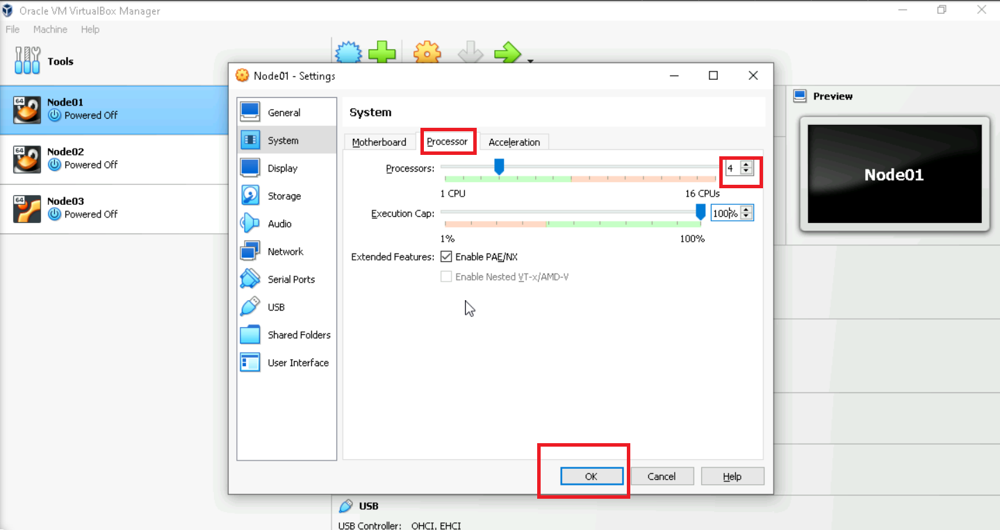 Oracle VM VirtualBox Manager
File Machine Help
Tools
64
Node01
Powered Off
64
Node02
Powered Off
64
Node03
Powered Off
Node01 - Settings
General
System
Display
Storage
Audio
Network
Serial Ports
USB
Shared Folders
User Interface
System
Motherboard Processor Acceleration
Processors: 4
1 CPU 16 CPUs
Execution Cap: 100%
1% 100%
Extended Features: Enable PAE/NX
Enable Nested VT-x/AMD-V
OK Cancel Help
Preview
Node01
USB
USB Controller: OHCI, EHCI